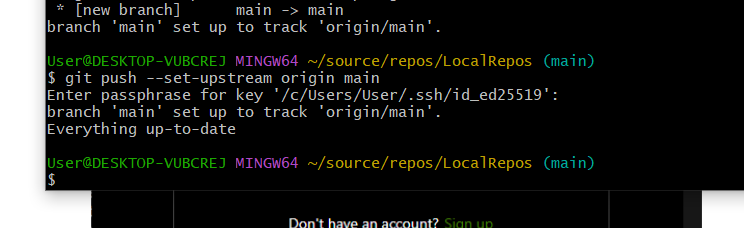 * [new branch]      main -> main
branch 'main' set up to track 'origin/main'.
User@DESKTOP-VUBCREJ MINGW64 ~/source/repos/LocalRepos (main)
$ git push --set-upstream origin main
Enter passphrase for key '/c/Users/User/.ssh/id_ed25519':
branch 'main' set up to track 'origin/main'.
Everything up-to-date
User@DESKTOP-VUBCREJ MINGW64 ~/source/repos/LocalRepos (main)
$
Don't have an account? Sign up